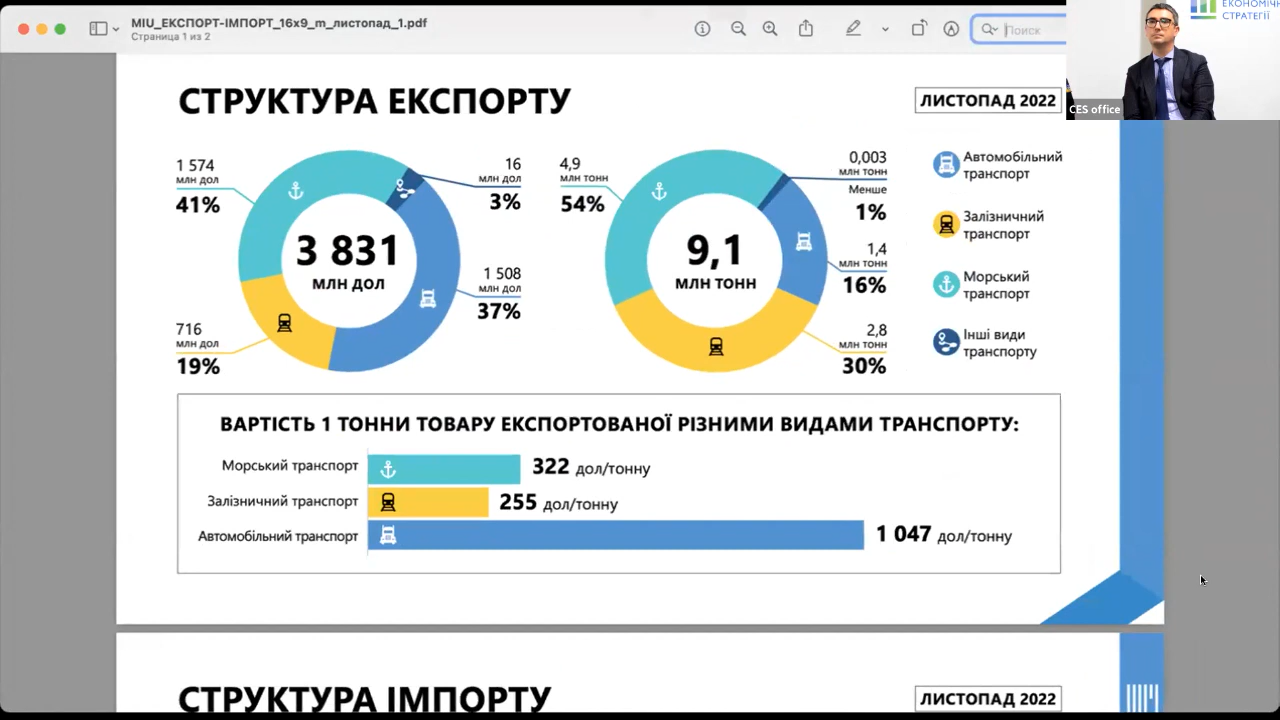 MIU_ЕКСПОРТ-ІМПОРТ_16x9_m_листопад_1.pdf
Страница 1 из 2
Поиск
ЕКОНОМІЧН
СТРАТЕГІЇ
CES office
СТРУКТУРА ЕКСПОРТУ
ЛИСТОПАД 2022
1 574
млн дол
41%
16
млн дол
3%
3 831
млн дол
1 508
млн дол
37%
716
млн дол
19%
4,9
млн тонн
54%
0,003
млн тонн
Менше
1%
9,1
млн тонн
1,4
млн тонн
16%
2,8
млн тонн
30%
Автомобільний
транспорт
Залізничний
транспорт
Морський
транспорт
Інші види
транспорту
ВАРТІСТЬ 1 ТОННИ ТОВАРУ ЕКСПОРТОВАНОЇ РІЗНИМИ ВИДАМИ ТРАНСПОРТУ:
Морський транспорт 322 дол/тонну
Залізничний транспорт 255 дол/тонну
Автомобільний транспорт 1 047 дол/тонну
СТРУКТУРА ІМПОРТУ
ЛИСТОПАД 2022